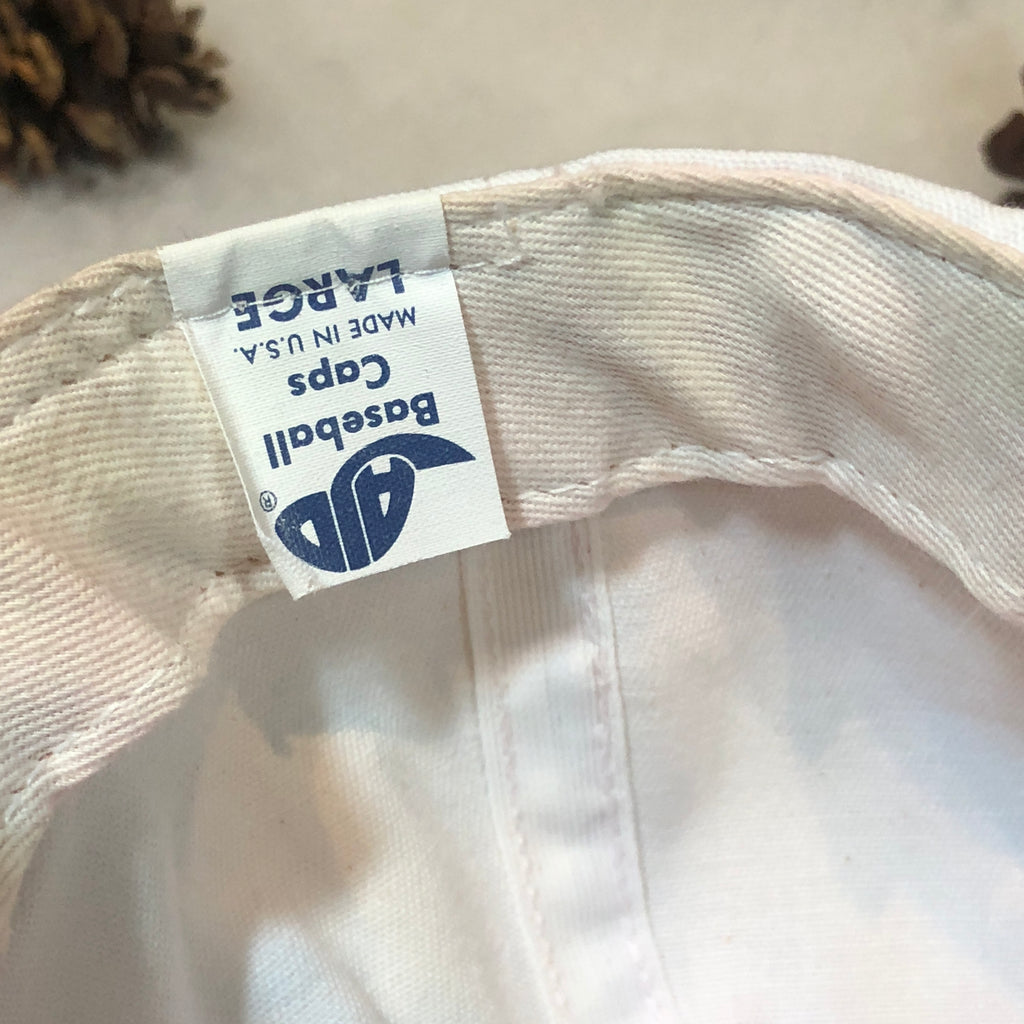 AJD ®
Baseball
Caps
MADE IN U.S.A.
LARGE